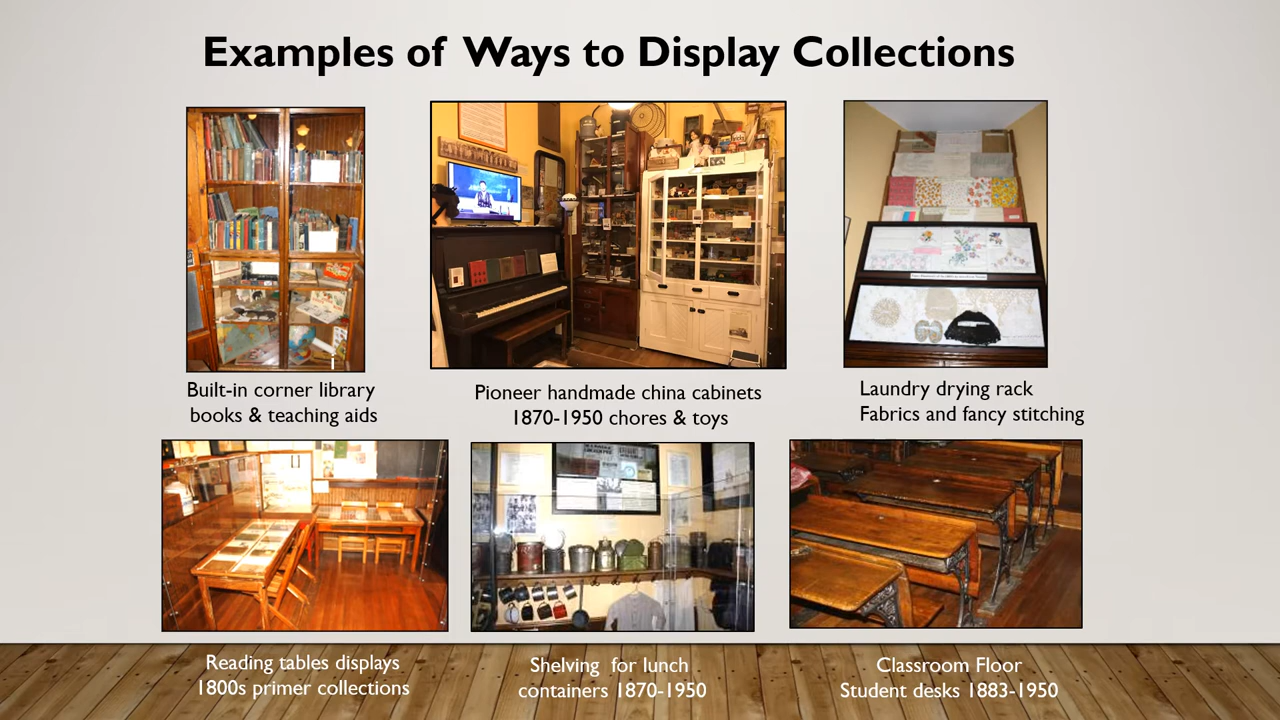 Examples of Ways to Display Collections
Built-in corner library
books & teaching aids
Pioneer handmade china cabinets
1870-1950 chores & toys
Laundry drying rack
Fabrics and fancy stitching
Reading tables displays
1800s primer collections
Shelving for lunch
containers 1870-1950
Classroom Floor
Student desks 1883-1950